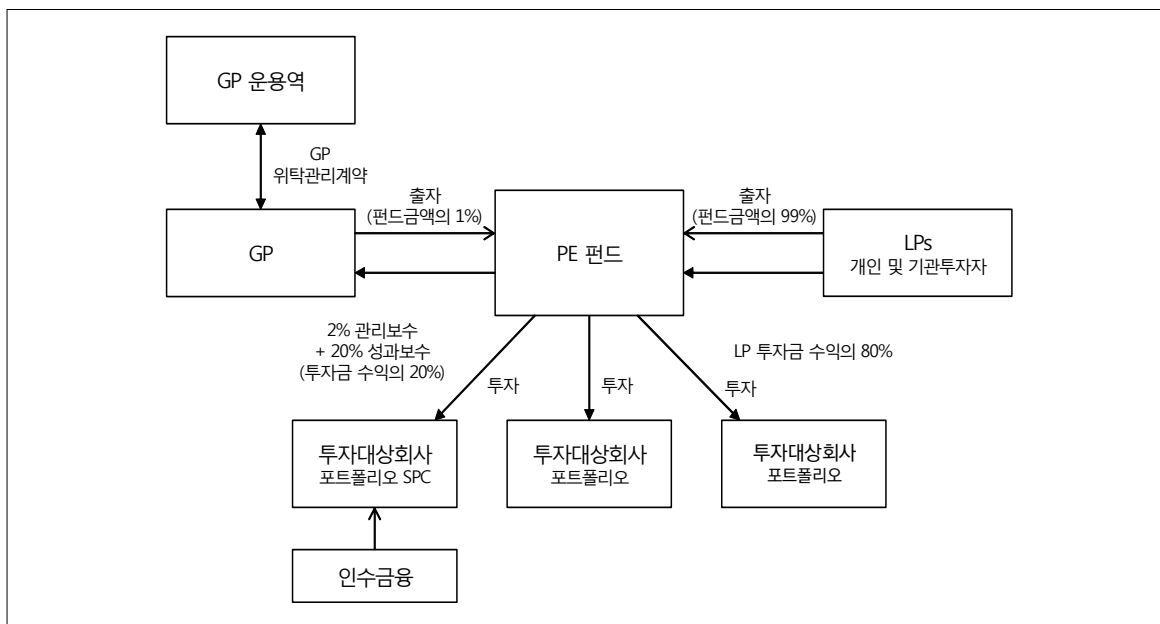 GP 운용역
GP
위탁관리계약
출자
(펀드금액의 1%)
출자
(펀드금액의 99%)
GP
PE 펀드
LPs
개인 및 기관투자자
2% 관리보수
+ 20% 성과보수
(투자금 수익의 20%)
LP 투자금 수익의 80%
투자
투자
투자
투자대상회사
포트폴리오 SPC
투자대상회사
포트폴리오
투자대상회사
포트폴리오
인수금융